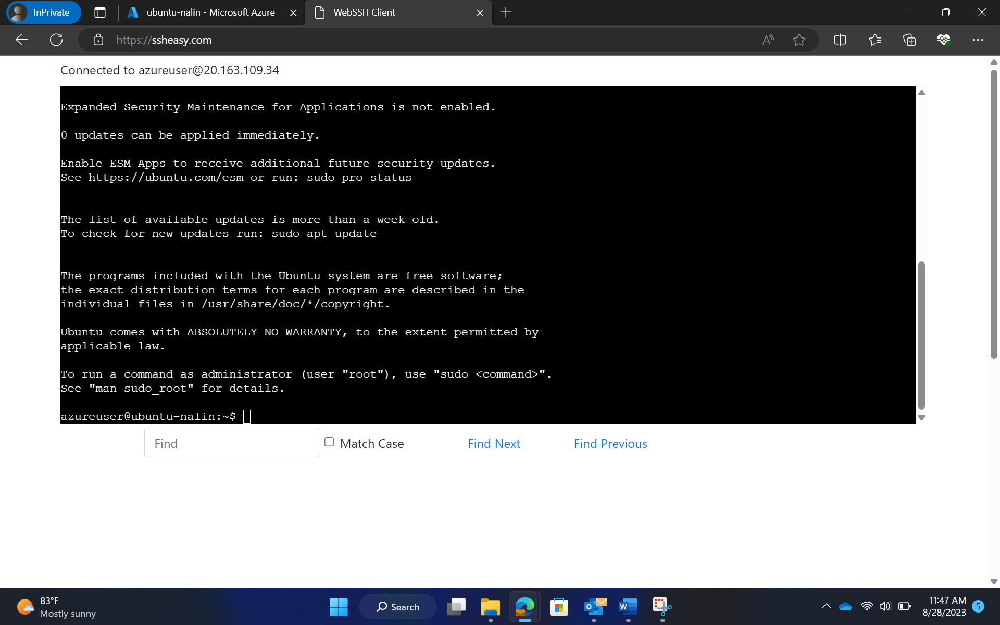 InPrivate
ubuntu-nalin - Microsoft Azure
WebSSH Client
https://ssheasy.com
Connected to azureuser@20.163.109.34
Expanded Security Maintenance for Applications is not enabled.
0 updates can be applied immediately.
Enable ESM Apps to receive additional future security updates.
See https://ubuntu.com/esm or run: sudo pro status
The list of available updates is more than a week old.
To check for new updates run: sudo apt update
The programs included with the Ubuntu system are free software;
the exact distribution terms for each program are described in the
individual files in /usr/share/doc/*/copyright.
Ubuntu comes with ABSOLUTELY NO WARRANTY, to the extent permitted by
applicable law.
To run a command as administrator (user "root"), use "sudo <command>".
See "man sudo_root" for details.
azureuser@ubuntu-nalin:~$
Find
Match Case
Find Next
Find Previous
83°F
Mostly sunny
Search
11:47 AM
8/28/2023
5